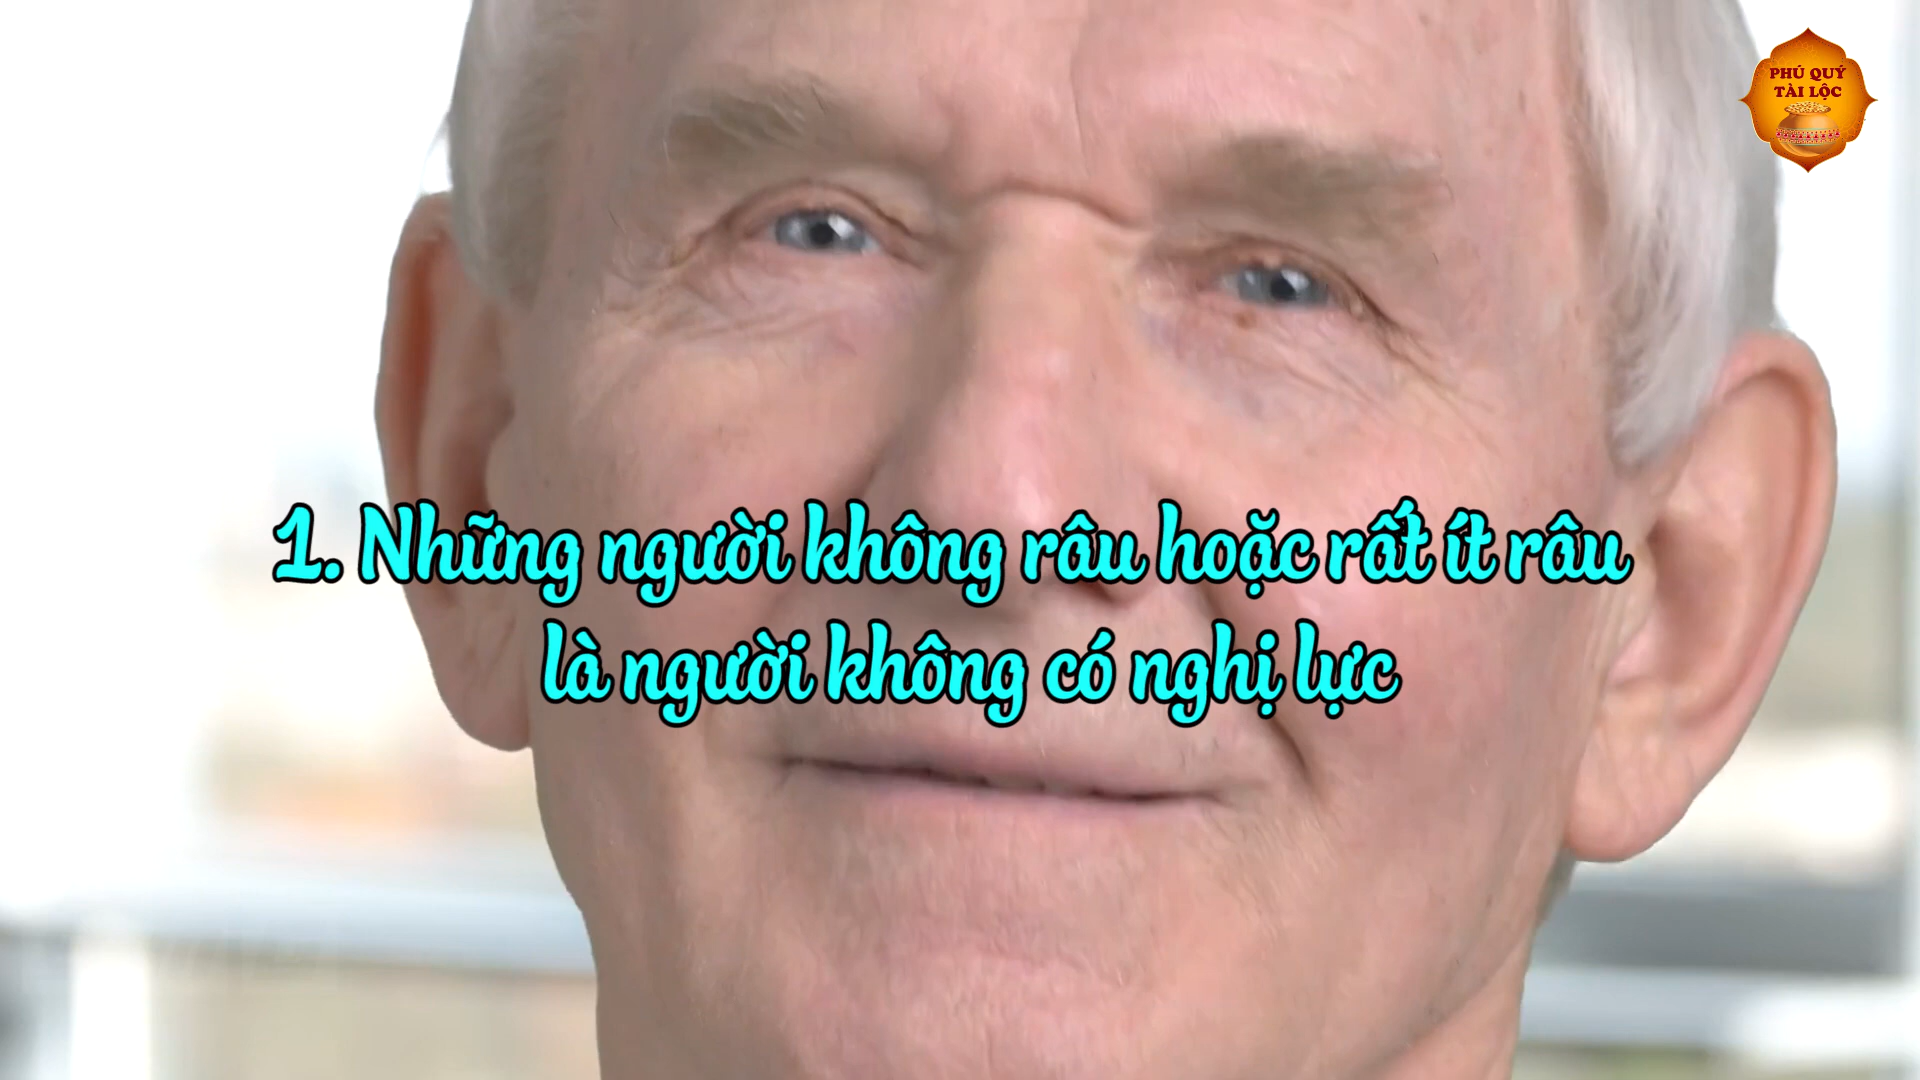 PHÚ QUÝ
TÀI LỘC
1. Những người không râu hoặc rất ít râu
là người không có nghị lực